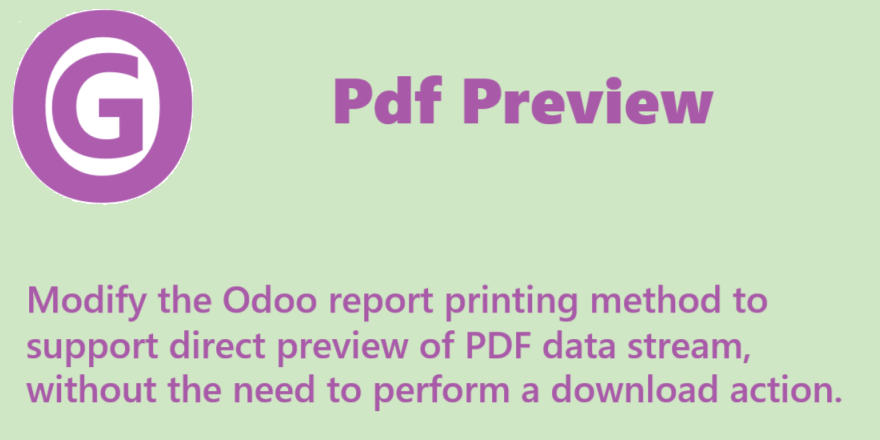 G
Pdf Preview
Modify the Odoo report printing method to
support direct preview of PDF data stream,
without the need to perform a download action.